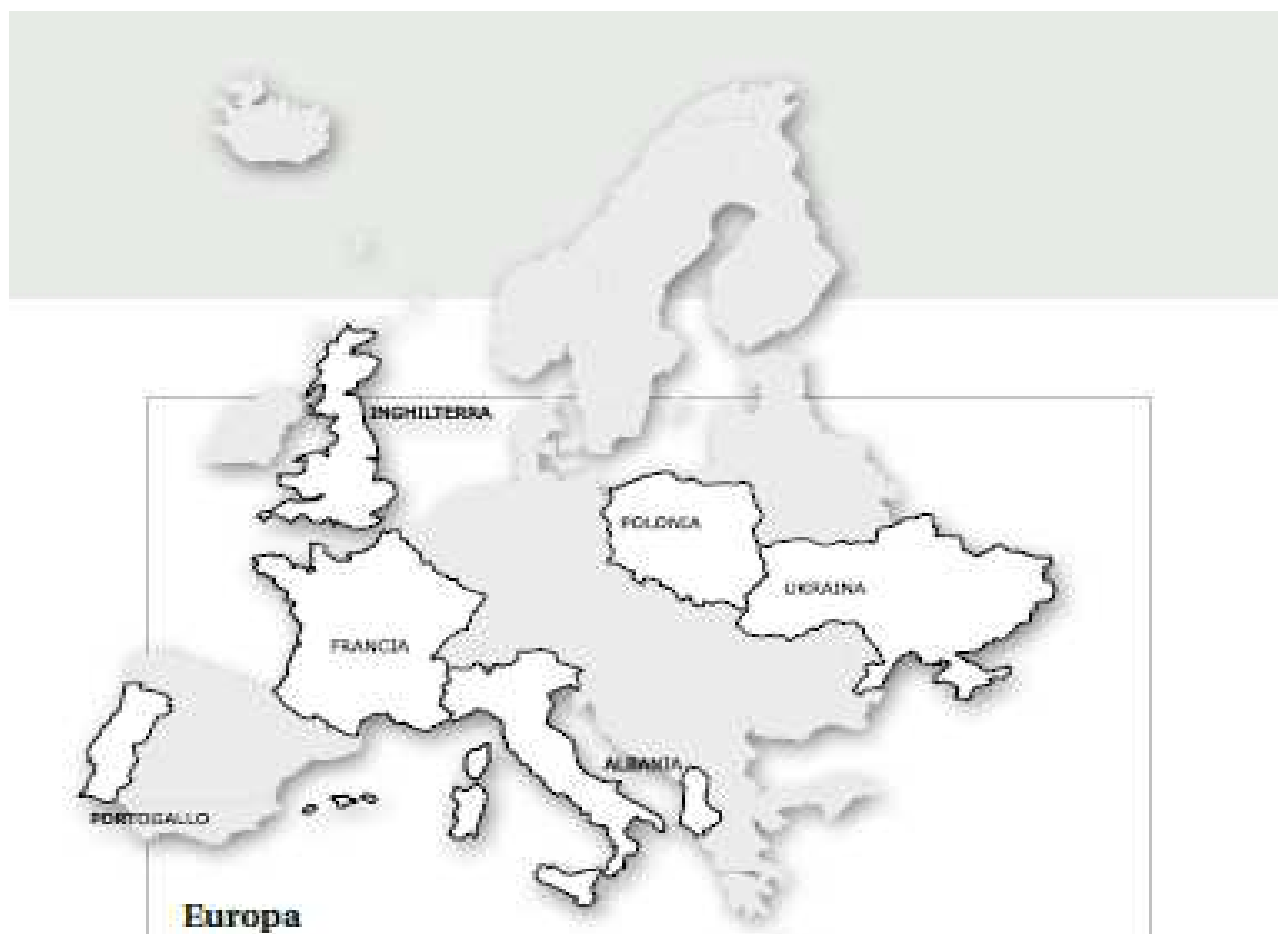 INGHILTERRA
POLONIA
UKRAINA
FRANCIA
ALBANIA
PORTOGALLO
Europa